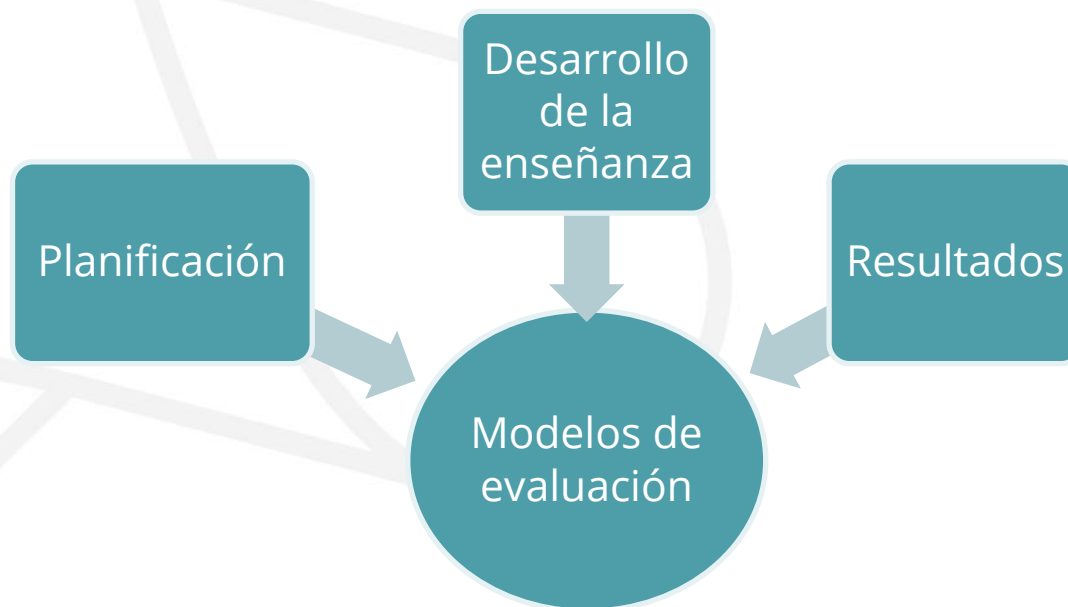 Desarrollo
de la
enseñanza
Planificación
Resultados
Modelos de
evaluación